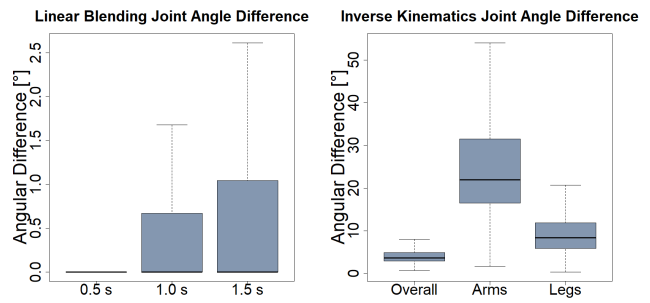 Linear Blending Joint Angle Difference
Angular Difference [°]
2.5
2.0
1.5
1.0
0.5
0.0
0.5 s 1.0 s 1.5 s
Inverse Kinematics Joint Angle Difference
Angular Difference [°]
50
40
30
20
10
0
Overall Arms Legs